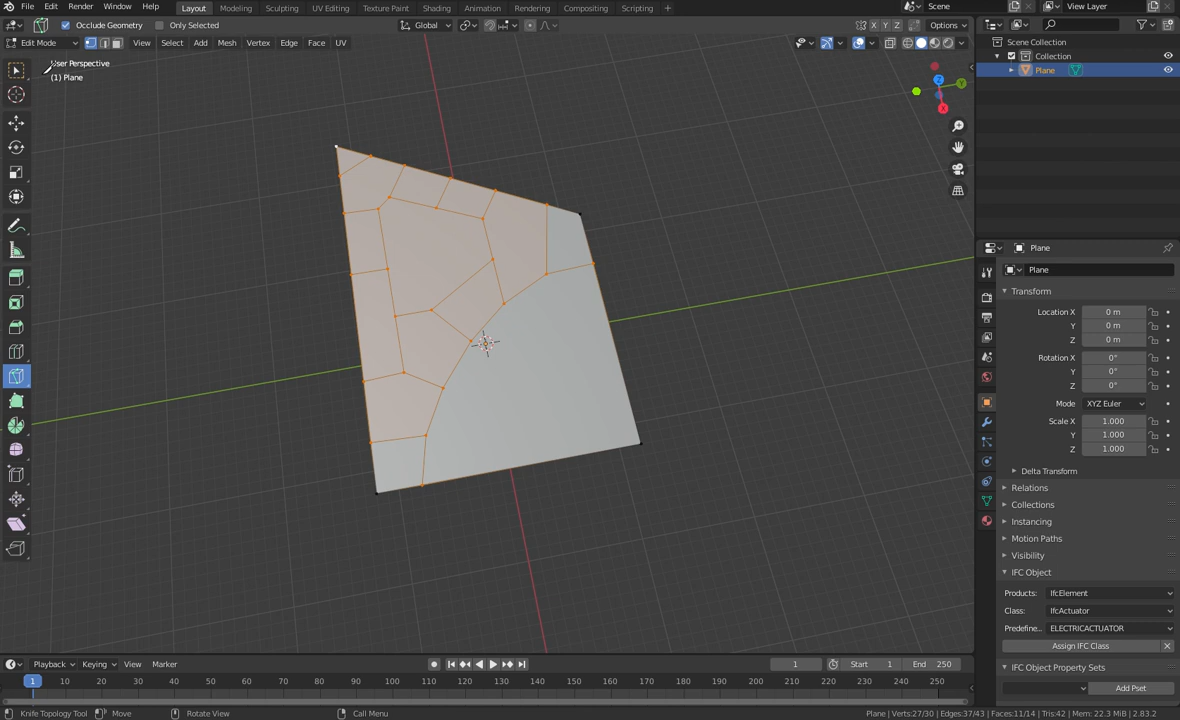 File Edit Render Window Help Layout Modeling Sculpting UV Editing Texture Paint Shading Animation Rendering Compositing Scripting + Scene View Layer
Occlude Geometry Only Selected Global X Y Z Options
Edit Mode View Select Add Mesh Vertex Edge Face UV
User Perspective
(1) Plane
Z
Y
X
Scene Collection
Collection
Plane
Plane
Plane
Transform
Location X 0 m
Y 0 m
Z 0 m
Rotation X 0°
Y 0°
Z 0°
Mode XYZ Euler
Scale X 1.000
Y 1.000
Z 1.000
Delta Transform
Relations
Collections
Instancing
Motion Paths
Visibility
IFC Object
Products: IfcElement
Class: IfcActuator
Predefine... ELECTRICACTUATOR
Assign IFC Class
IFC Object Property Sets
Add Pset
Playback Keying View Marker 1 Start 1 End 250
1 10 20 30 40 50 60 70 80 90 100 110 120 130 140 150 160 170 180 190 200 210 220 230 240 250
Knife Topology Tool Move Rotate View Call Menu Plane | Verts:27/30 | Edges:37/43 | Faces:11/14 | Tris:42 | Mem: 22.3 MiB | 2.83.2